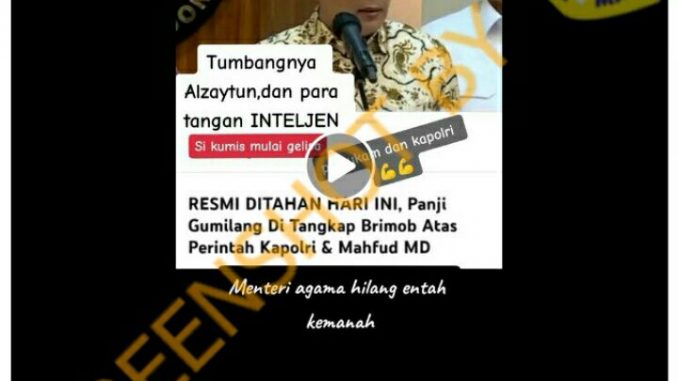 Tumbangnya
Alzaytun,dan para
tangan INTELJEN
Si kumis mulai gelisa
dan kapolri
RESMI DITAHAN HARI INI, Panji
Gumilang Di Tangkap Brimob Atas
Perintah Kapolri & Mahfud MD
Menteri agama hilang entah
kemanah